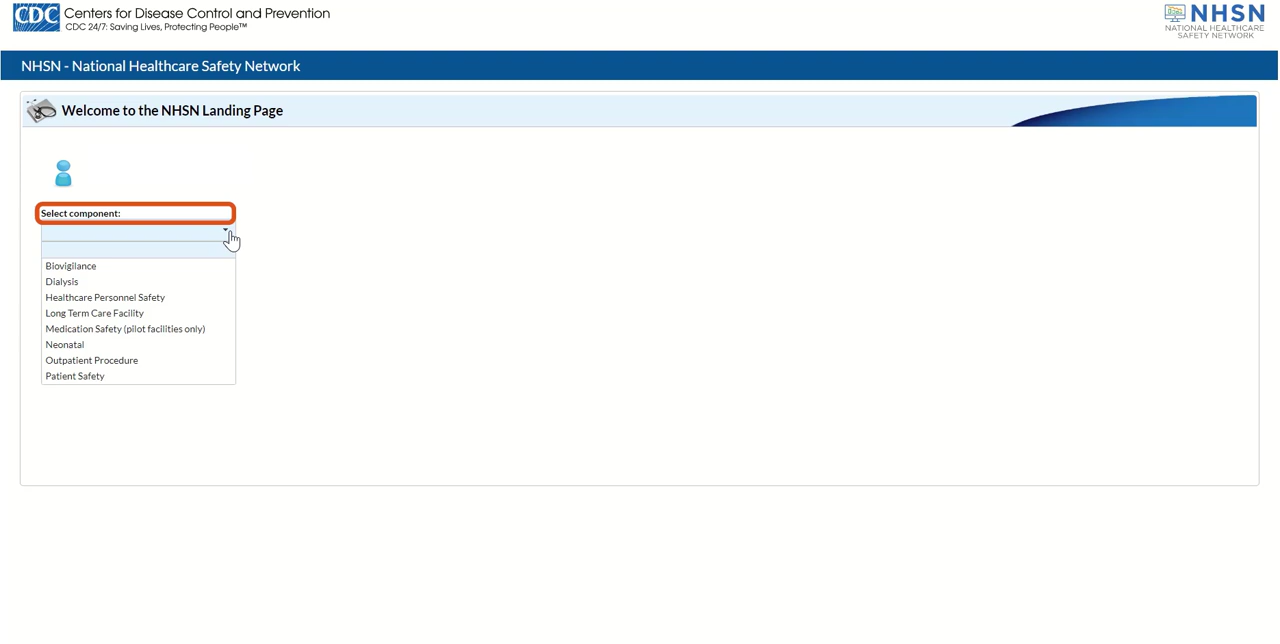 CDC
Centers for Disease Control and Prevention
CDC 24/7: Saving Lives, Protecting People™
NHSN
NATIONAL HEALTHCARE
SAFETY NETWORK
NHSN - National Healthcare Safety Network
Welcome to the NHSN Landing Page
Select component:
Biovigilance
Dialysis
Healthcare Personnel Safety
Long Term Care Facility
Medication Safety (pilot facilities only)
Neonatal
Outpatient Procedure
Patient Safety